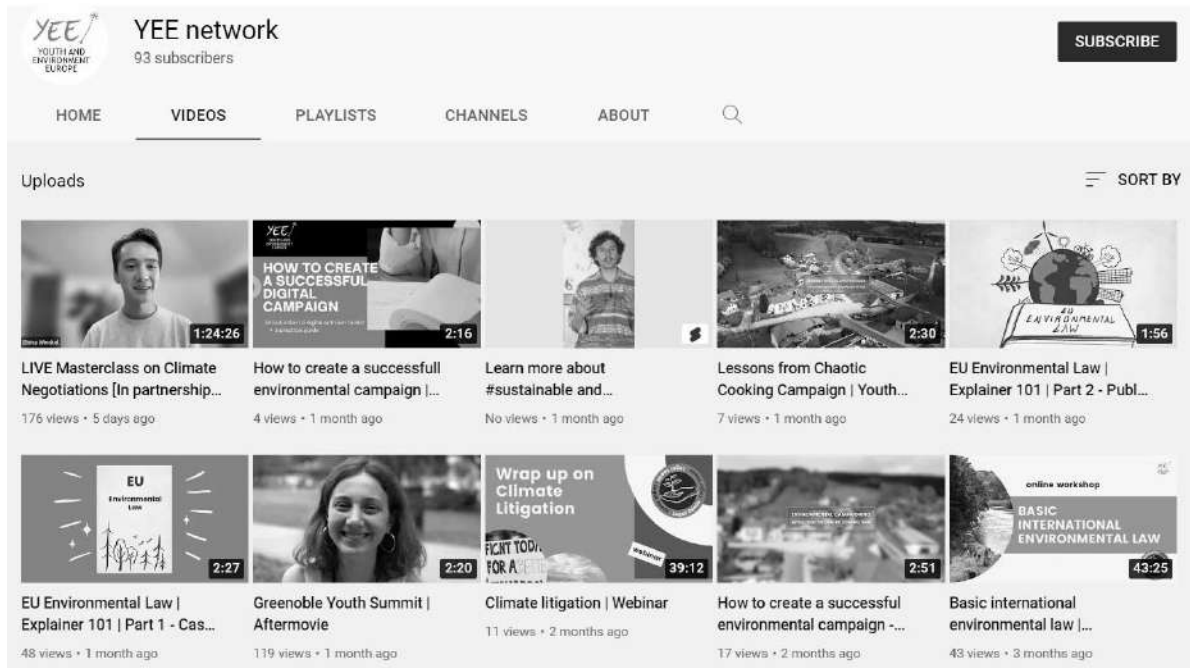 YEE
YOUTH AND
ENVIRONMENT
EUROPE
YEE network
93 subscribers
SUBSCRIBE
HOME
VIDEOS
PLAYLISTS
CHANNELS
ABOUT
Uploads
SORT BY
1:24:26
YEE
HOW TO CREATE
A SUCCESSFUL
DIGITAL
CAMPAIGN
2:16
2:30
EU
ENVIRONMENTAL
LAW
1:56
LIVE Masterclass on Climate
Negotiations [In partnership...
176 views • 5 days ago
How to create a successfull
environmental campaign |...
4 views • 1 month ago
Learn more about
#sustainable and...
No views • 1 month ago
Lessons from Chaotic
Cooking Campaign | Youth...
7 views • 1 month ago
EU Environmental Law |
Explainer 101 | Part 2 - Publ...
24 views • 1 month ago
EU
Environmental
Law
2:27
2:20
Wrap up on
Climate
Litigation
webinar
FIGHT TODAY
FOR A
39:12
2:51
online workshop
BASIC
INTERNATIONAL
ENVIRONMENTAL LAW
43:25
EU Environmental Law |
Explainer 101 | Part 1 - Cas...
48 views • 1 month ago
Greenoble Youth Summit |
Aftermovie
119 views • 1 month ago
Climate litigation | Webinar
11 views • 2 months ago
How to create a successful
environmental campaign -...
17 views • 2 months ago
Basic international
environmental law |...
43 views • 3 months ago